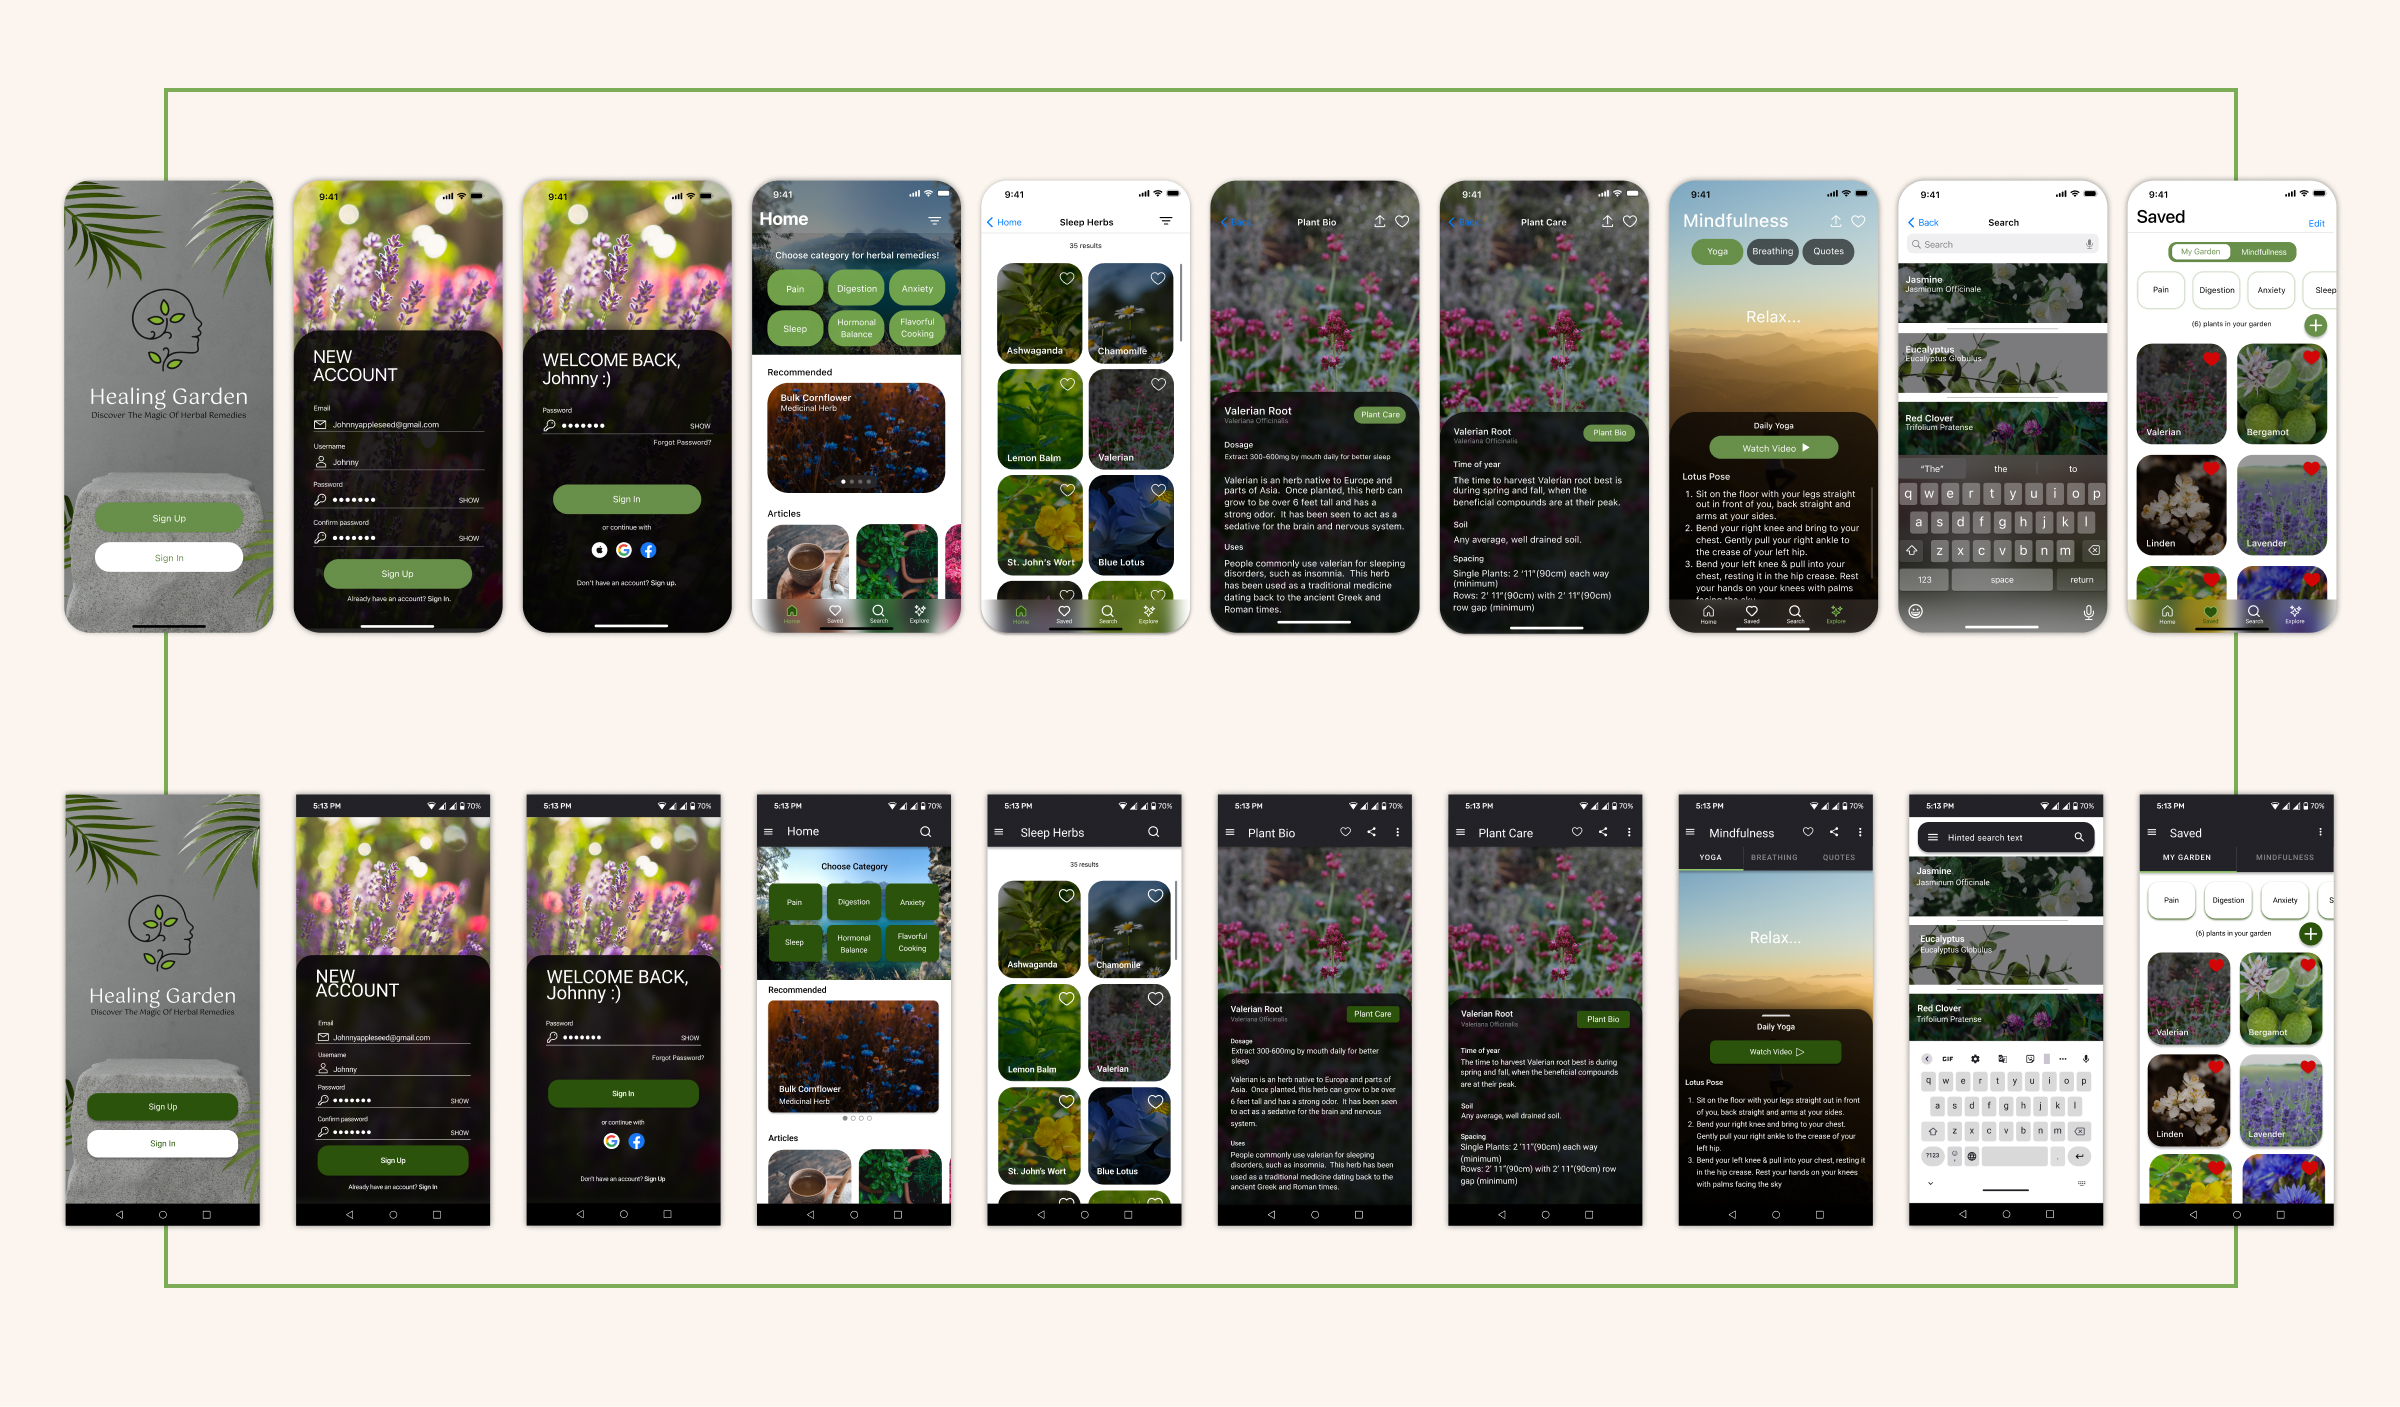 Healing Garden
Discover The Magic Of Herbal Remedies
Sign Up
Sign In
9:41
NEW
ACCOUNT
Email
Johnnyappleseed@gmail.com
Username
Johnny
Password
SHOW
Confirm password
SHOW
Sign Up
Already have an account? Sign In.
9:41
WELCOME BACK,
Johnny :)
Password
SHOW
Forgot Password?
Sign In
or continue with
Don't have an account? Sign up.
9:41
Home
Choose category for herbal remedies!
Pain
Digestion
Anxiety
Sleep
Hormonal
Balance
Flavorful
Cooking
Recommended
Bulk Cornflower
Medicinal Herb
Articles
Home
Saved
Search
Explore
9:41
Home
Sleep Herbs
35 results
Ashwaganda
Chamomile
Lemon Balm
Valerian
St. John's Wort
Blue Lotus
Home
Saved
Search
Explore
Back
Plant Bio
Valerian Root
Valeriana Officinalis
Plant Care
Dosage
Extract 300-600mg by mouth daily for better sleep
Valerian is an herb native to Europe and
parts of Asia. Once planted, this herb can
grow to be over 6 feet tall and has a
strong odor. It has been seen to act as a
sedative for the brain and nervous system.
Uses
People commonly use valerian for sleeping
disorders, such as insomnia. This herb
has been used as a traditional medicine
dating back to the ancient Greek and
Roman times.
9:41
Plant Care
Valerian Root
Valeriana Officinalis
Plant Bio
Time of year
The time to harvest Valerian root best is
during spring and fall, when the
beneficial compounds are at their peak.
Soil
Any average, well drained soil.
Spacing
Single Plants: 2 '11"(90cm) each way
(minimum)
Rows: 2' 11"(90cm) with 2' 11"(90cm)
row gap (minimum)
9:41
Mindfulness
Yoga
Breathing
Quotes
Relax...
Daily Yoga
Watch Video
Lotus Pose
1. Sit on the floor with your legs straight
out in front of you, back straight and
arms at your sides.
2. Bend your right knee and bring to your
chest. Gently pull your right ankle to
the crease of your left hip.
3. Bend your left knee & pull into your
chest, resting it in the hip crease. Rest
your hands on your knees with palms
facing the sky
Home
Saved
Search
Explore
9:41
Back
Search
Search
Jasmine
Jasminum Officinale
Eucalyptus
Eucalyptus Globulus
Red Clover
Trifolium Pratense
"The"
the
to
q w e r t y u i o p
a s d f g h j k l
z x c v b n m
123
space
return
9:41
Saved
Edit
My Garden
Mindfullness
Pain
Digestion
Anxiety
Sleep
(6) plants in your garden
Valerian
Bergamot
Linden
Lavender
Home
Saved
Search
Explore
Healing Garden
Discover The Magic Of Herbal Remedies
Sign Up
Sign In
5:13 PM
70%
NEW
ACCOUNT
Email
Johnnyappleseed@gmail.com
Username
Johnny
Password
SHOW
Confirm password
SHOW
Sign Up
Already have an account? Sign In
5:13 PM
70%
WELCOME BACK,
Johnny :)
Password
SHOW
Forgot Password?
Sign In
or continue with
Don't have an account? Sign Up
5:13 PM
70%
Home
Choose Category
Pain
Digestion
Anxiety
Sleep
Hormonal
Balance
Flavorful
Cooking
Recommended
Bulk Cornflower
Medicinal Herb
Articles
5:13 PM
70%
Sleep Herbs
35 results
Ashwaganda
Chamomile
Lemon Balm
Valerian
St. John's Wort
Blue Lotus
5:13 PM
70%
Plant Bio
Valerian Root
Valeriana Officinalis
Plant Care
Dosage
Extract 300-600mg by mouth daily for better
sleep
Valerian is an herb native to Europe and parts of
Asia. Once planted, this herb can grow to be over
6 feet tall and has a strong odor. It has been seen
to act as a sedative for the brain and nervous
system.
Uses
People commonly use valerian for sleeping
disorders, such as insomnia. This herb has been
used as a traditional medicine dating back to the
ancient Greek and Roman times.
5:13 PM
70%
Plant Care
Valerian Root
Valeriana Officinalis
Plant Bio
Time of year
The time to harvest Valerian root best is during
spring and fall, when the beneficial compounds
are at their peak.
Soil
Any average, well drained soil.
Spacing
Single Plants: 2 '11"(90cm) each way
(minimum)
Rows: 2' 11"(90cm) with 2' 11"(90cm) row
gap (minimum)
5:13 PM
70%
Mindfulness
YOGA
BREATHING
QUOTES
Relax...
Daily Yoga
Watch Video
Lotus Pose
1. Sit on the floor with your legs straight out in front
of you, back straight and arms at your sides.
2. Bend your right knee and bring to your chest.
Gently pull your right ankle to the crease of your
left hip.
3. Bend your left knee & pull into your chest, resting it
in the hip crease. Rest your hands on your knees
with palms facing the sky
5:13 PM
70%
Hinted search text
Jasmine
Jasminum Officinale
Eucalyptus
Eucalyptus Globulus
Red Clover
Trifolium Pratense
GIF
q w e r t y u i o p
a s d f g h j k l
z x c v b n m
?123
5:13 PM
70%
Saved
MY GARDEN
MINDFULNESS
Pain
Digestion
Anxiety
S
(6) plants in your garden
Valerian
Bergamot
Linden
Lavender